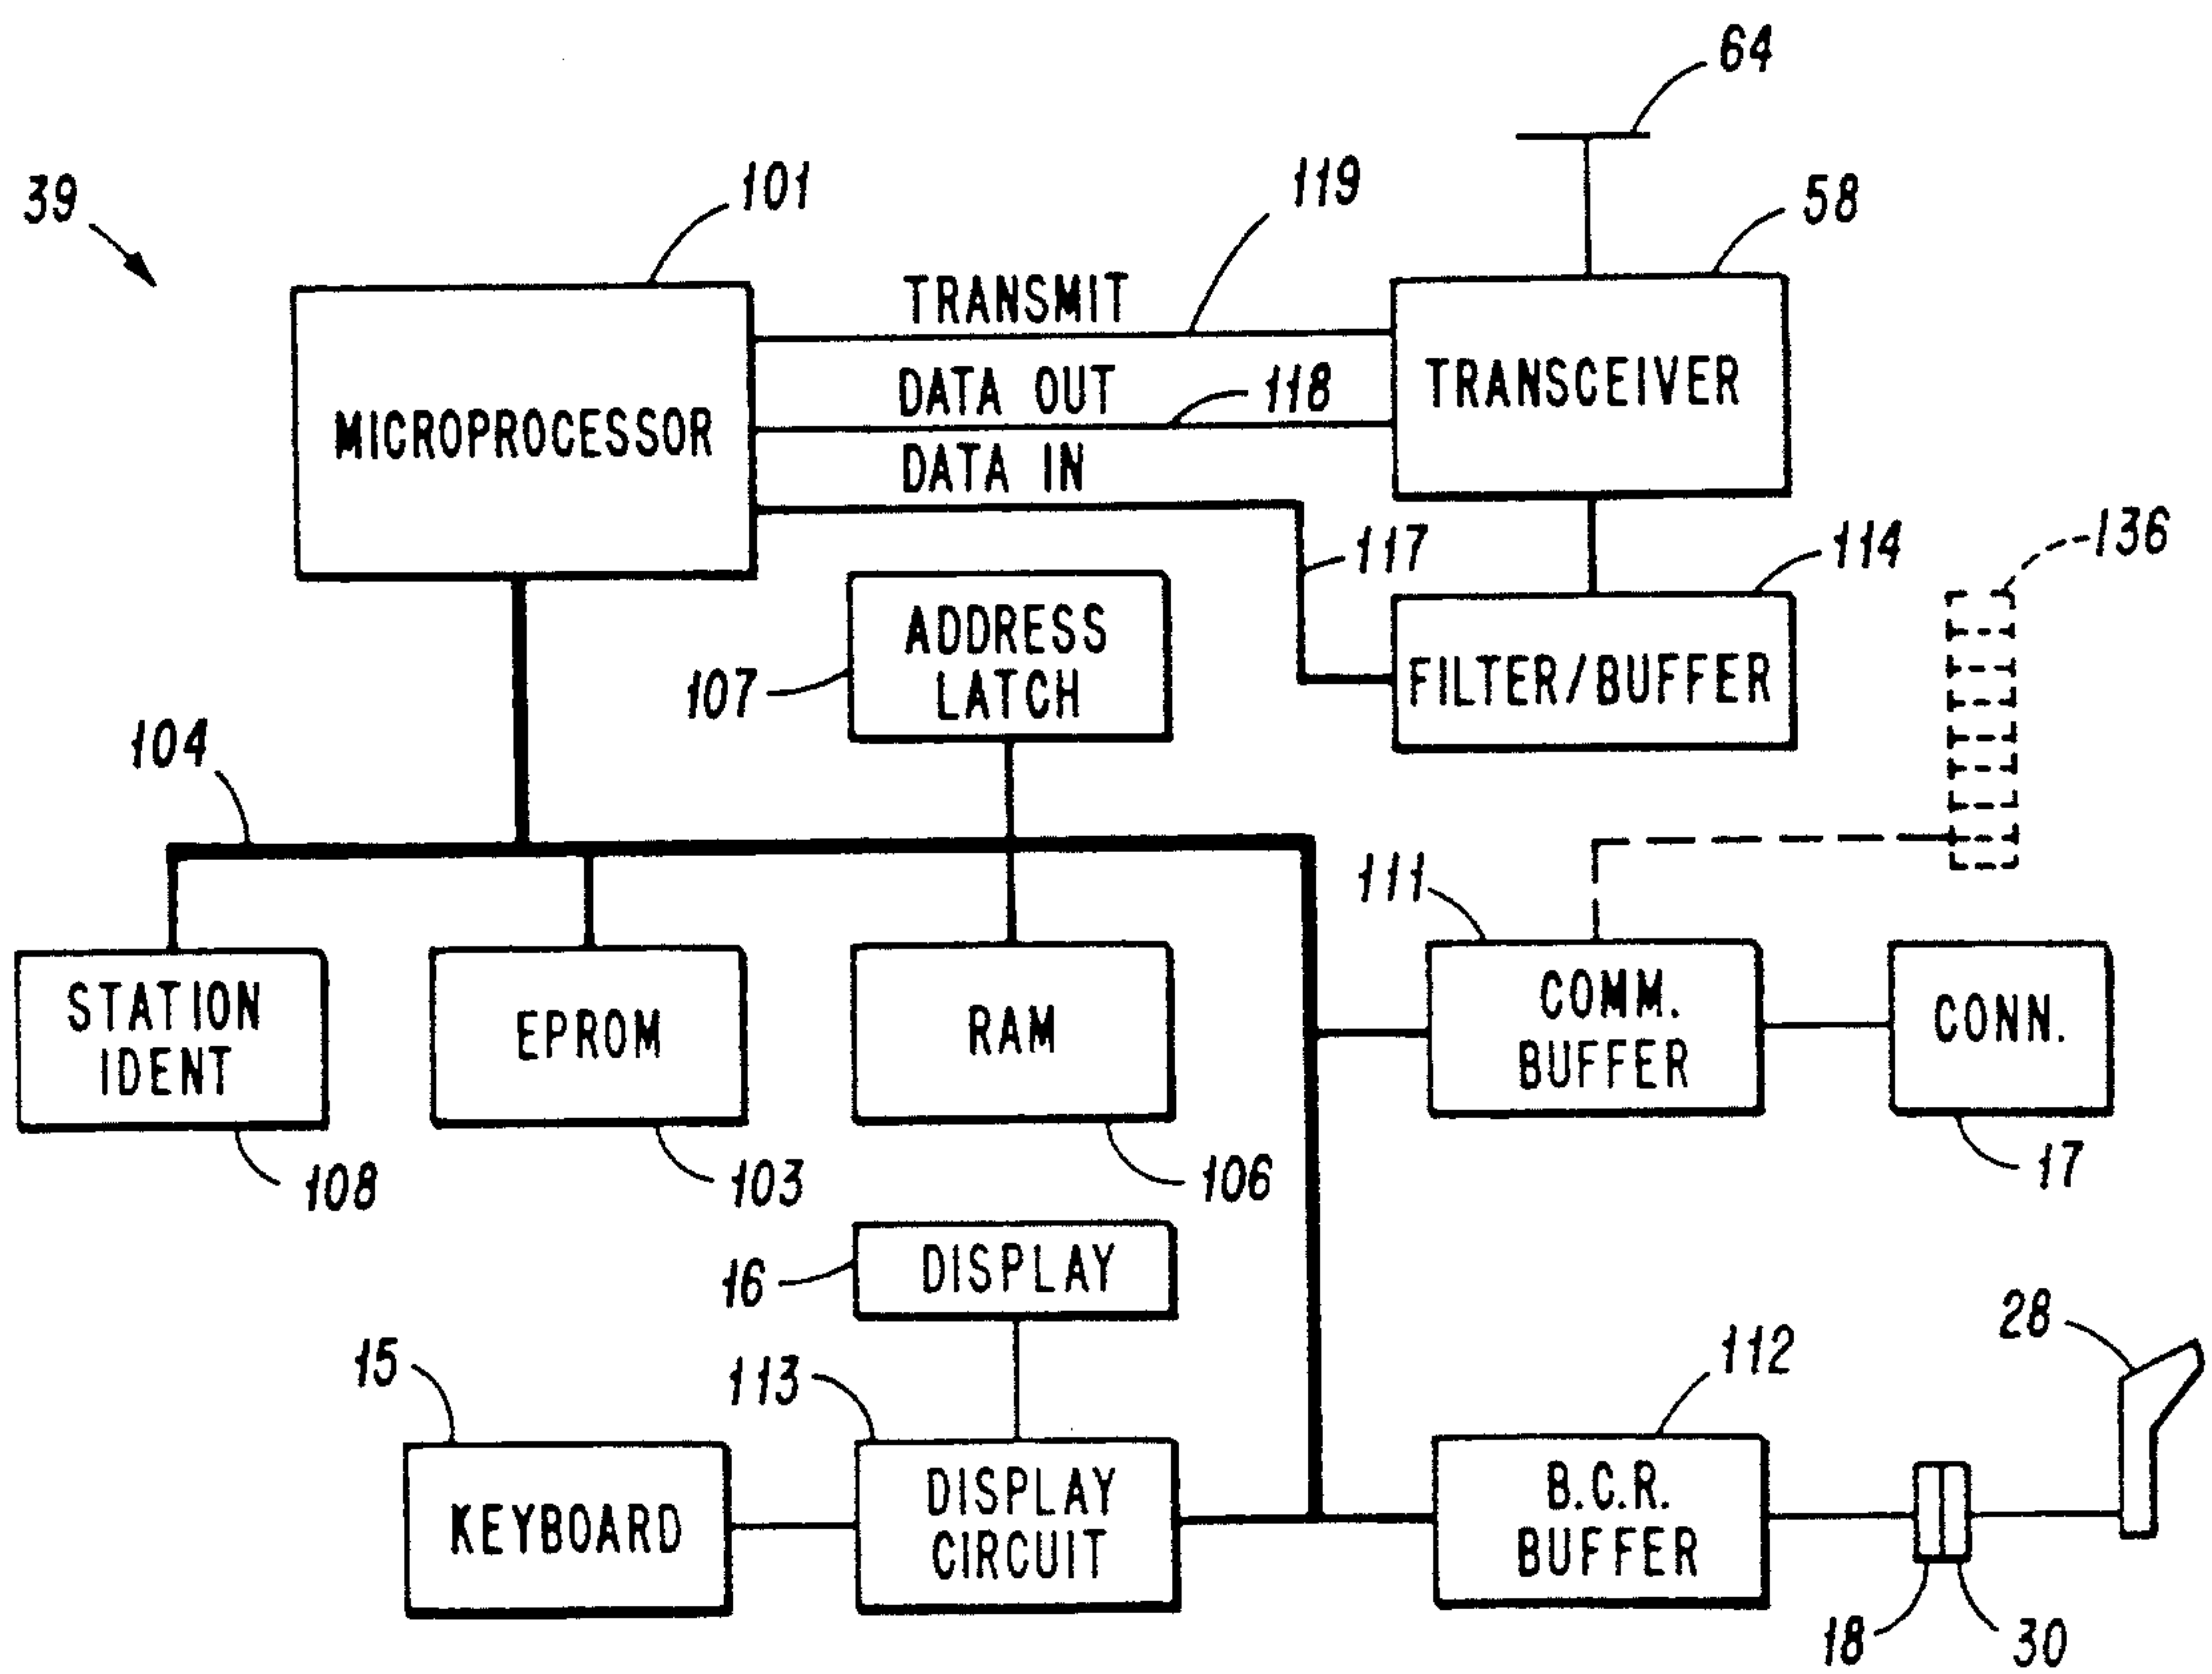 64
39
101
119
58
TRANSMIT
DATA OUT
118
TRANSCEIVER
MICROPROCESSOR
DATA IN
136
117
114
ADDRESS
LATCH
107
FILTER/BUFFER
104
111
STATION
IDENT
EPROM
RAM
COMM.
BUFFER
CONN.
108
103
106
17
DISPLAY
16
28
15
113
112
KEYBOARD
DISPLAY
CIRCUIT
B.C.R.
BUFFER
18
30